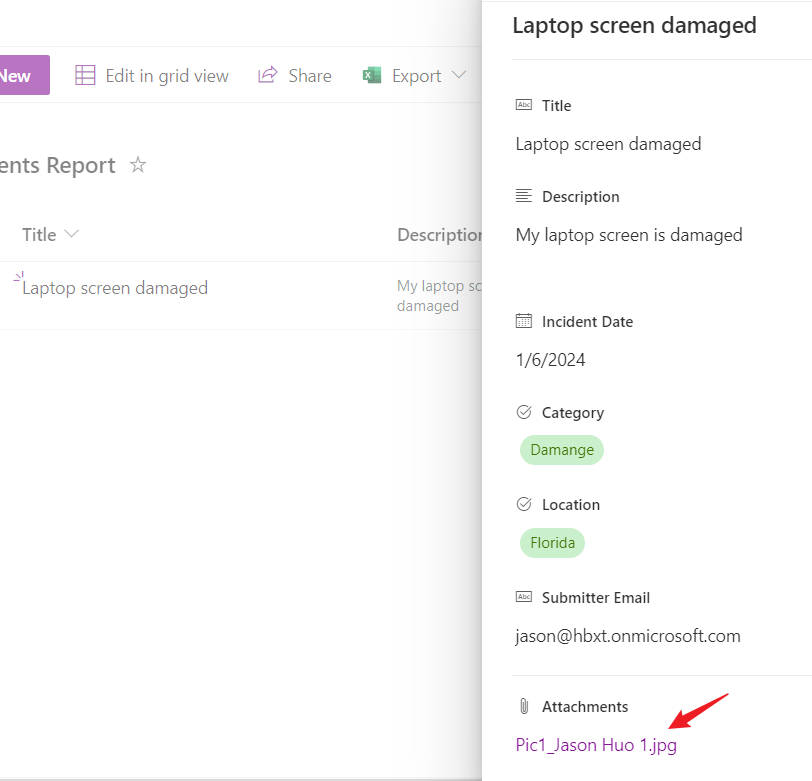 New
Edit in grid view
Share
Export
ents Report
Title
Description
Laptop screen damaged
My laptop sc
damaged
Laptop screen damaged
Abc Title
Laptop screen damaged
Description
My laptop screen is damaged
Incident Date
1/6/2024
Category
Damange
Location
Florida
Abc Submitter Email
jason@hbxt.onmicrosoft.com
Attachments
Pic1_Jason Huo 1.jpg